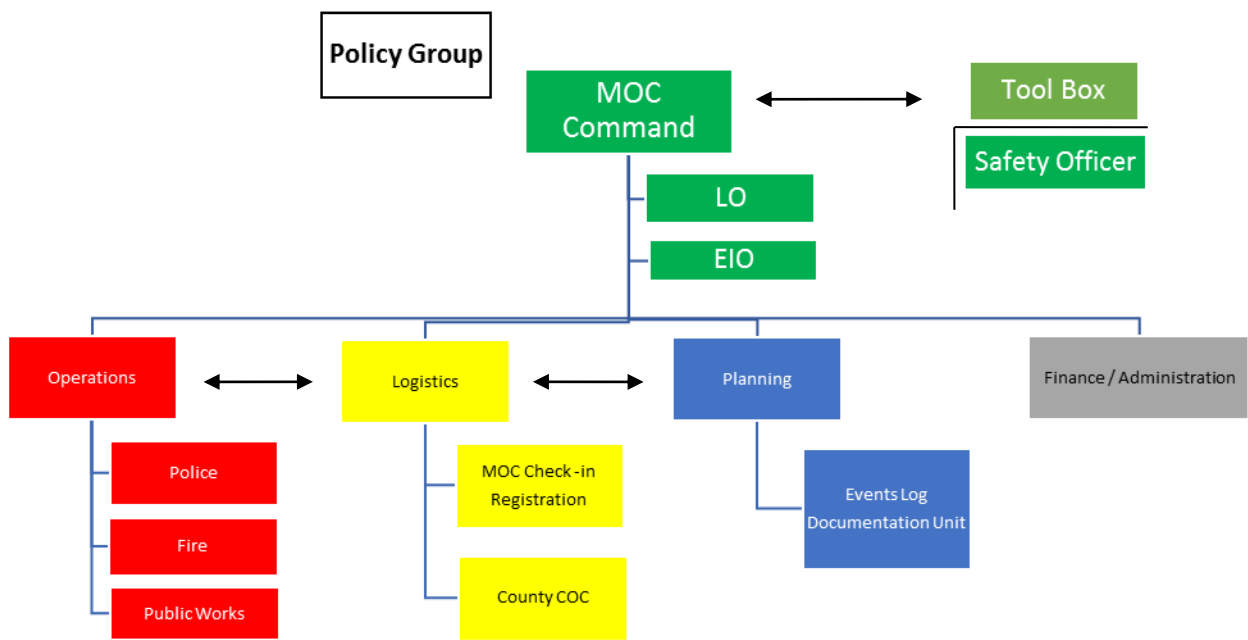 Policy Group
MOC
Command
Tool Box
Safety Officer
LO
EIO
Operations
Logistics
Planning
Finance / Administration
Police
Fire
Public Works
MOC Check -in
Registration
County COC
Events Log
Documentation Unit